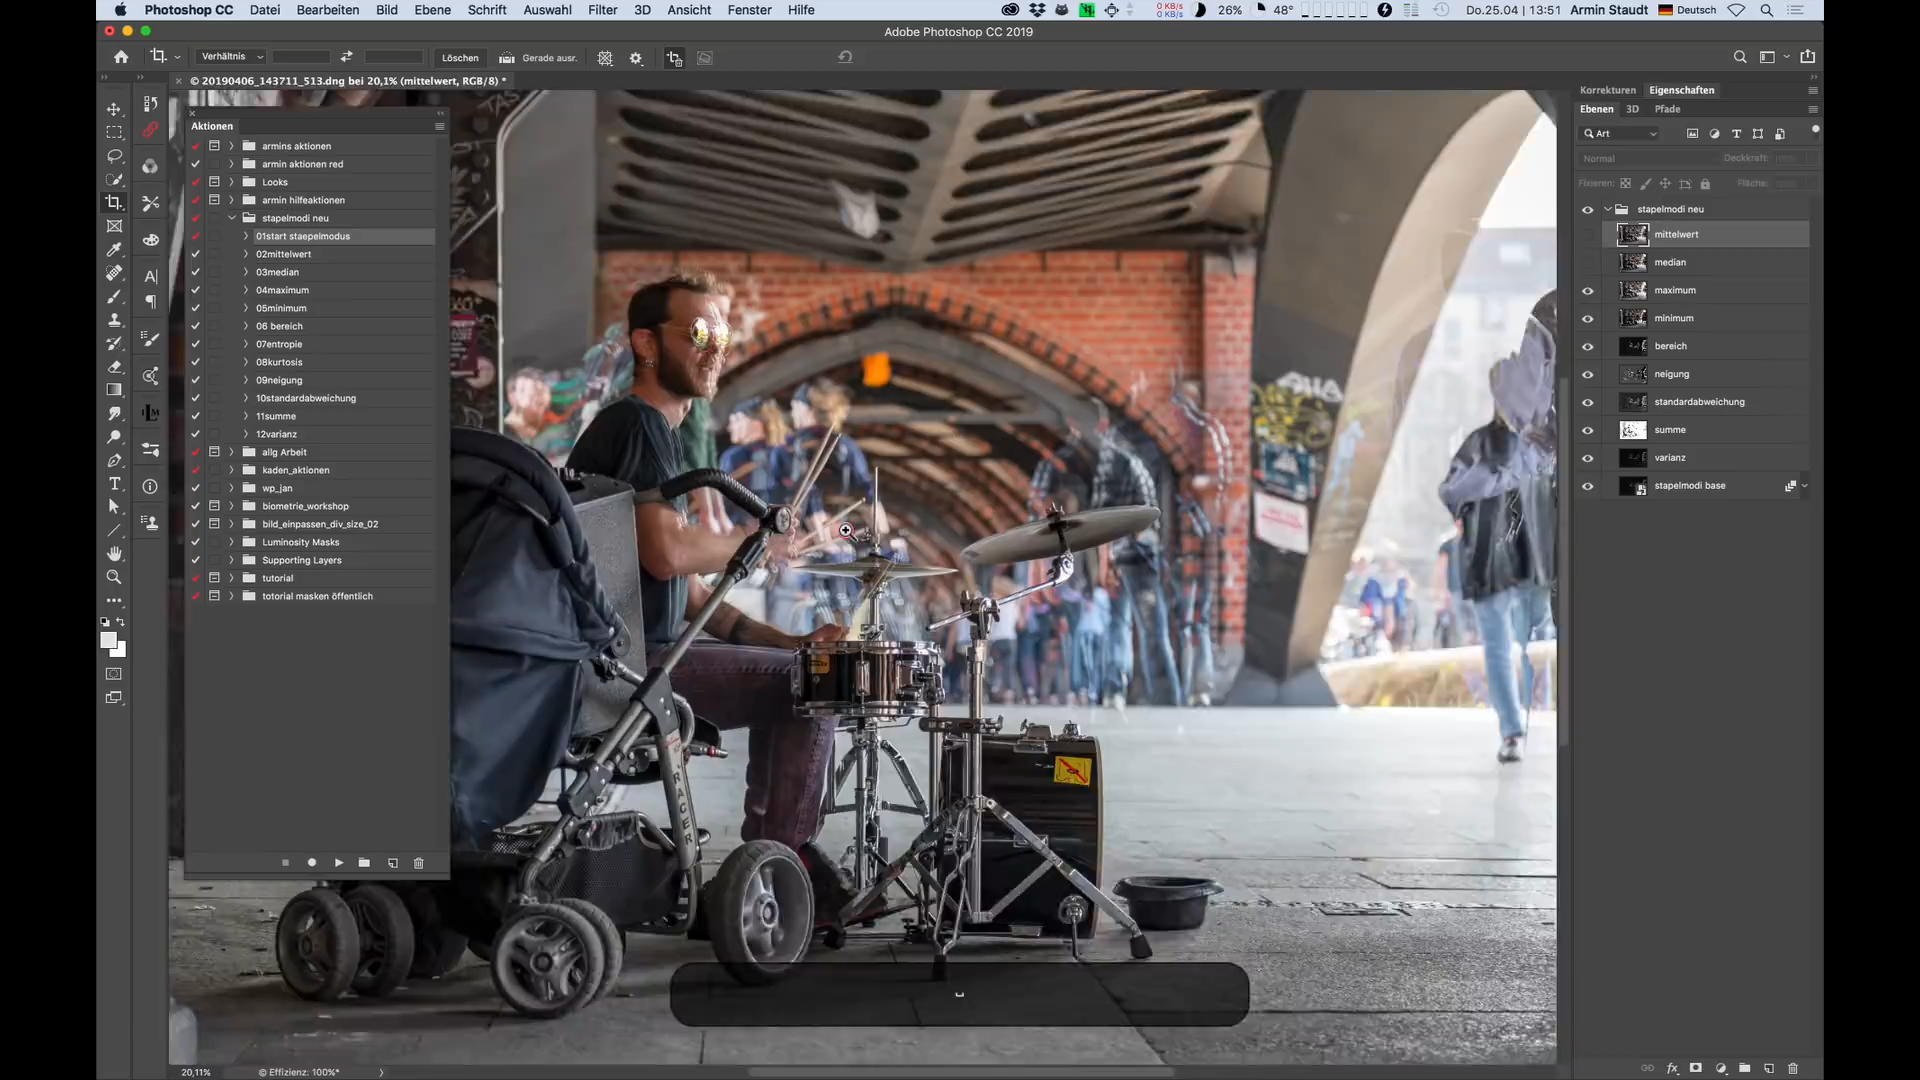 Photoshop CC Datei Bearbeiten Bild Ebene Schrift Auswahl Filter 3D Ansicht Fenster Hilfe 0 KB/s 0 KB/s 26% 48° Do.25.04 | 13:51 Armin Staudt Deutsch
Adobe Photoshop CC 2019
Verhältnis Löschen Gerade ausr.
© 20190406_143711_513.dng bei 20,1% (mittelwert, RGB/8) *
Aktionen
armins aktionen
armin aktionen red
Looks
armin hilfeaktionen
stapelmodi neu
01start staepelmodus
02mittelwert
03median
04maximum
05minimum
06 bereich
07entropie
08kurtosis
09neigung
10standardabweichung
11summe
12varianz
allg Arbeit
kaden_aktionen
wp_jan
biometrie_workshop
bild_einpassen_div_size_02
Luminosity Masks
Supporting Layers
tutorial
totorial masken öffentlich
RACER
Korrekturen Eigenschaften
Ebenen 3D Pfade
Art
Normal Deckkraft:
Fixieren: Fläche:
stapelmodi neu
mittelwert
median
maximum
minimum
bereich
neigung
standardabweichung
summe
varianz
stapelmodi base
20,11% © Effizienz: 100%*